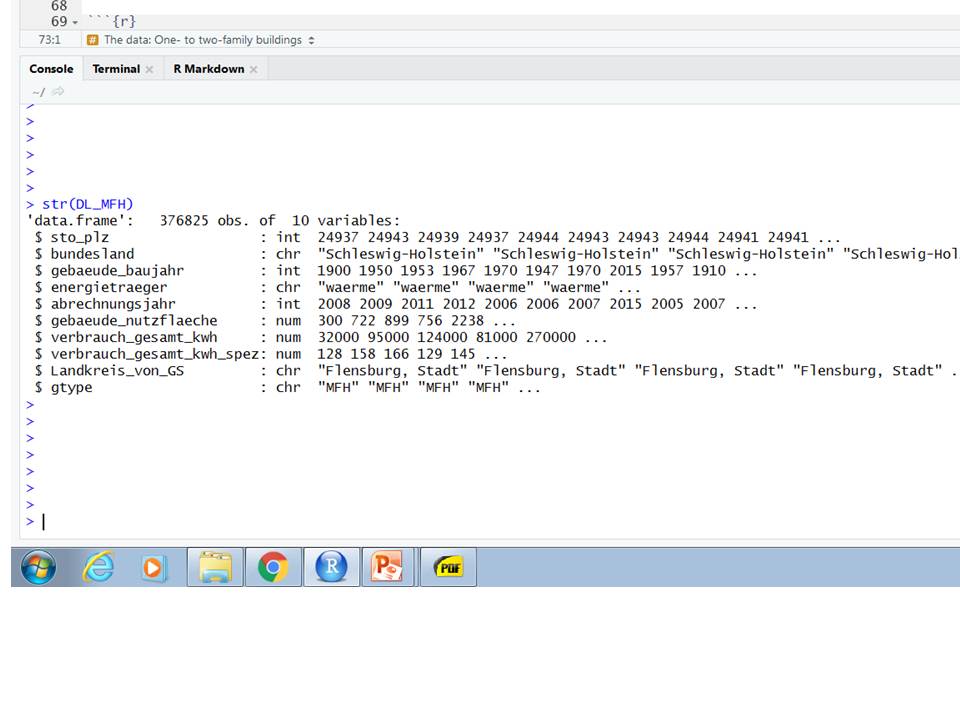 68
69 ```{r}
73:1 # The data: One- to two-family buildings
Console Terminal R Markdown
~/
>
>
>
>
>
>
> str(DL_MFH)
'data.frame': 376825 obs. of 10 variables:
$ sto_plz : int 24937 24943 24939 24937 24944 24943 24943 24944 24941 24941 ...
$ bundesland : chr "Schleswig-Holstein" "Schleswig-Holstein" "Schleswig-Holstein" "Schleswig-Hol
$ gebaeude_baujahr : int 1900 1950 1953 1967 1970 1947 1970 2015 1957 1910 ...
$ energietraeger : chr "waerme" "waerme" "waerme" "waerme" ...
$ abrechnungsjahr : int 2008 2009 2011 2012 2006 2006 2007 2015 2005 2007 ...
$ gebaeude_nutzflaeche : num 300 722 899 756 2238 ...
$ verbrauch_gesamt_kwh : num 32000 95000 124000 81000 270000 ...
$ verbrauch_gesamt_kwh_spez: num 128 158 166 129 145 ...
$ Landkreis_von_GS : chr "Flensburg, Stadt" "Flensburg, Stadt" "Flensburg, Stadt" "Flensburg, Stadt" .
$ gtype : chr "MFH" "MFH" "MFH" "MFH" ...
>
>
>
>
>
>
>
>
R P PDF